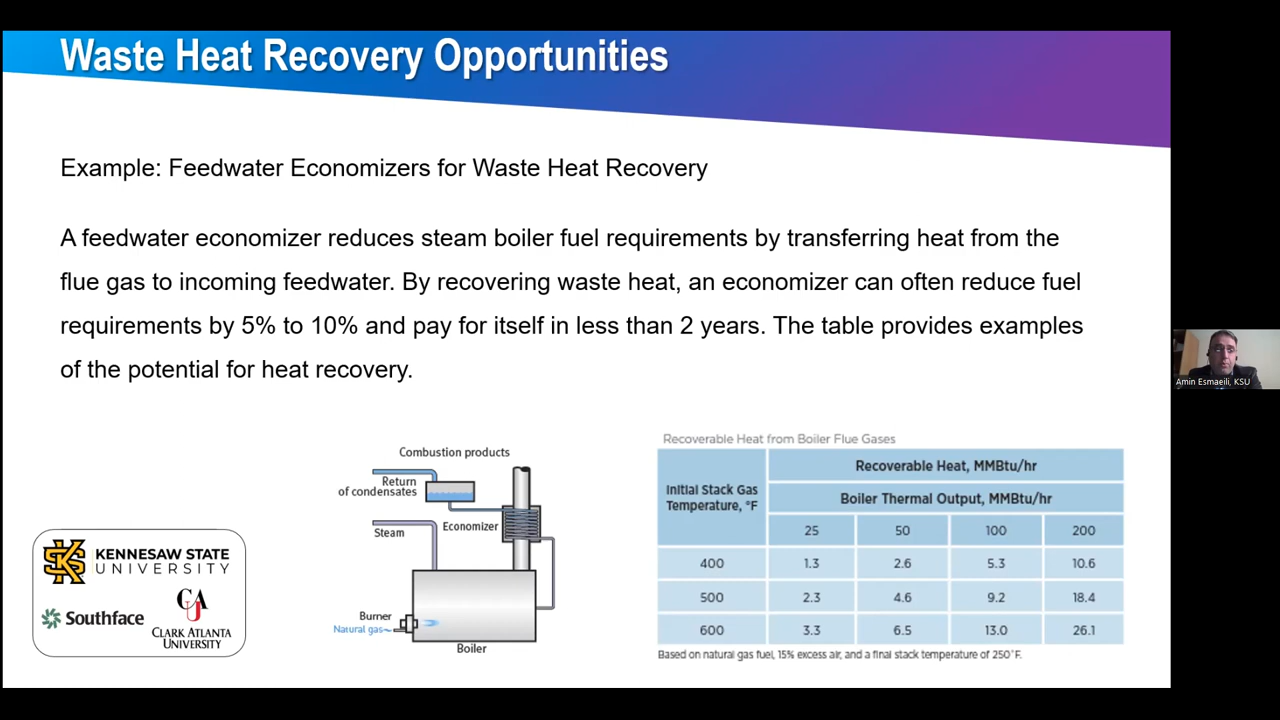 Waste Heat Recovery Opportunities
Example: Feedwater Economizers for Waste Heat Recovery
A feedwater economizer reduces steam boiler fuel requirements by transferring heat from the
flue gas to incoming feedwater. By recovering waste heat, an economizer can often reduce fuel
requirements by 5% to 10% and pay for itself in less than 2 years. The table provides examples
of the potential for heat recovery.
Combustion products
Return
of condensates
Economizer
Steam
Burner
Natural gas
Boiler
Recoverable Heat from Boiler Flue Gases
Initial Stack Gas
Temperature, °F
Recoverable Heat, MMBtu/hr
Boiler Thermal Output, MMBtu/hr
25 50 100 200
400 1.3 2.6 5.3 10.6
500 2.3 4.6 9.2 18.4
600 3.3 6.5 13.0 26.1
Based on natural gas fuel, 15% excess air, and a final stack temperature of 250°F.
KS
KENNESAW STATE
UNIVERSITY
Southface
CAU
CLARK ATLANTA
UNIVERSITY
Amin Esmaeili, KSU